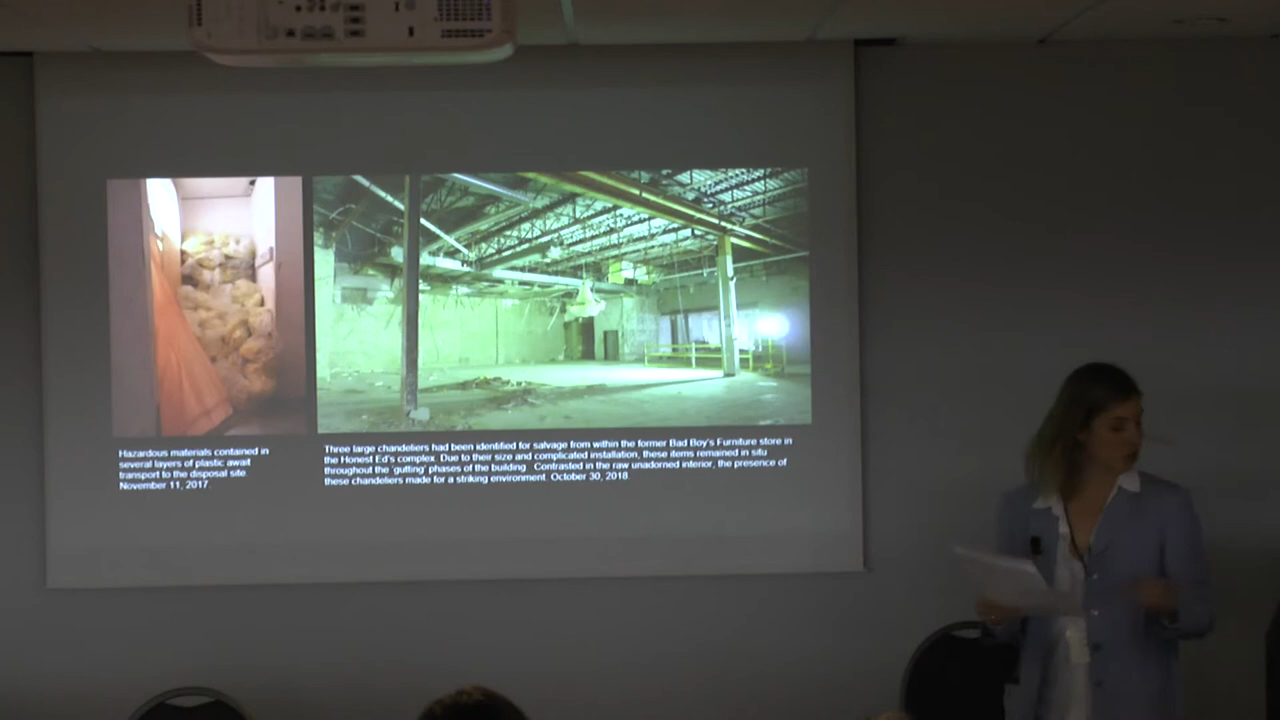 Hazardous materials contained in
several layers of plastic await
transport to the disposal site.
November 11, 2017.
Three large chandeliers had been identified for salvage from within the former Bad Boy's Furniture store in
the Honest Ed's complex. Due to their size and complicated installation, these items remained in situ
throughout the 'gutting' phases of the building. Contrasted in the raw unadorned interior, the presence of
these chandeliers made for a striking environment. October 30, 2018.